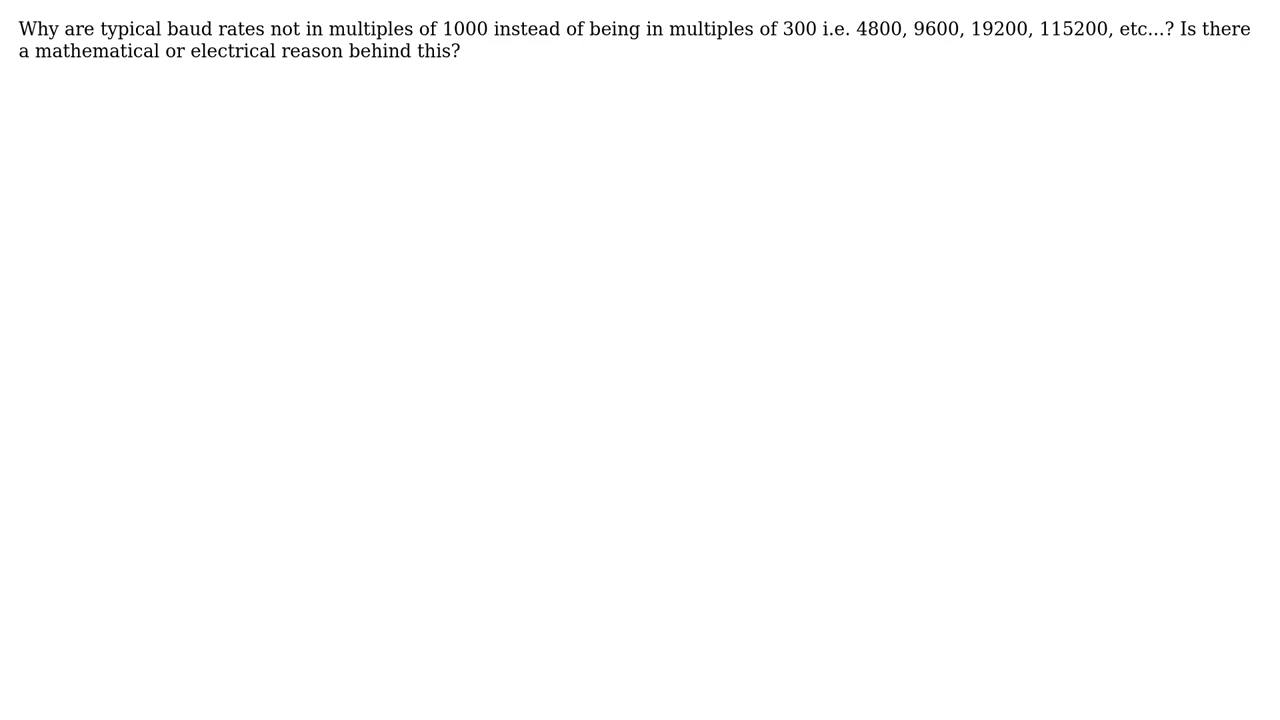 Why are typical baud rates not in multiples of 1000 instead of being in multiples of 300 i.e. 4800, 9600, 19200, 115200, etc...? Is there
a mathematical or electrical reason behind this?